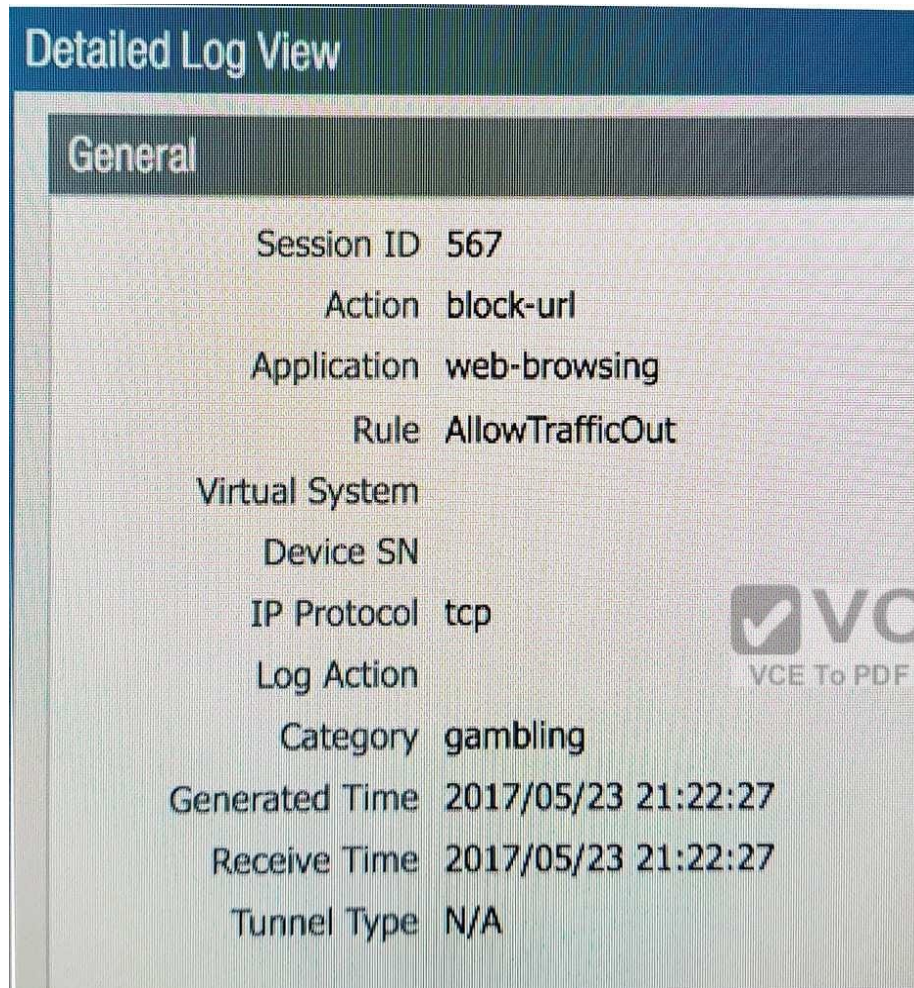 Detailed Log View
General
Session ID 567
Action block-url
Application web-browsing
Rule AllowTrafficOut
Virtual System
Device SN
IP Protocol tcp
Log Action
Category gambling
Generated Time 2017/05/23 21:22:27
Receive Time 2017/05/23 21:22:27
Tunnel Type N/A
VC
VCE To PDF